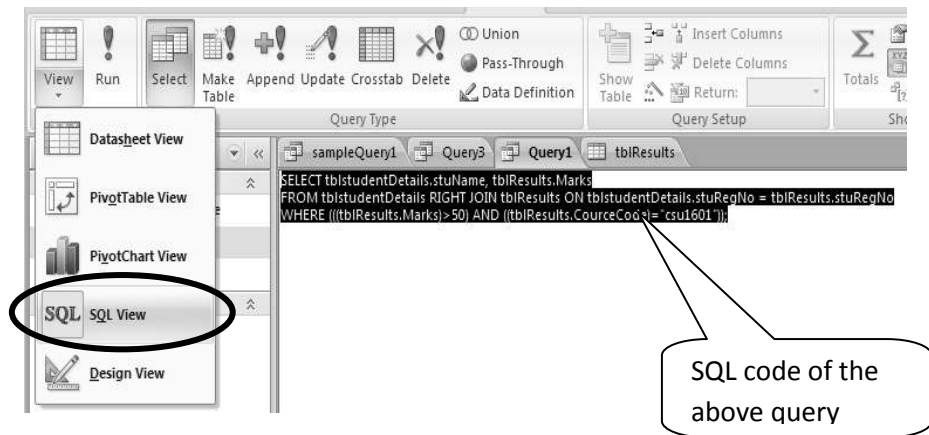 View
Run
Select
Make Table
Append
Update
Crosstab
Delete
Union
Pass-Through
Data Definition
Show Table
Insert Columns
Delete Columns
Return:
Totals
Query Type
Query Setup
Sho
Datasheet View
PivotTable View
PivotChart View
SQL SQL View
Design View
sampleQuery1
Query3
Query1
tblResults
SELECT tblstudentDetails.stuName, tblResults.Marks
FROM tblstudentDetails RIGHT JOIN tblResults ON tblstudentDetails.stuRegNo = tblResults.stuRegNo
WHERE (((tblResults.Marks)>50) AND ((tblResults.CourceCode)="csu1601"));
SQL code of the
above query